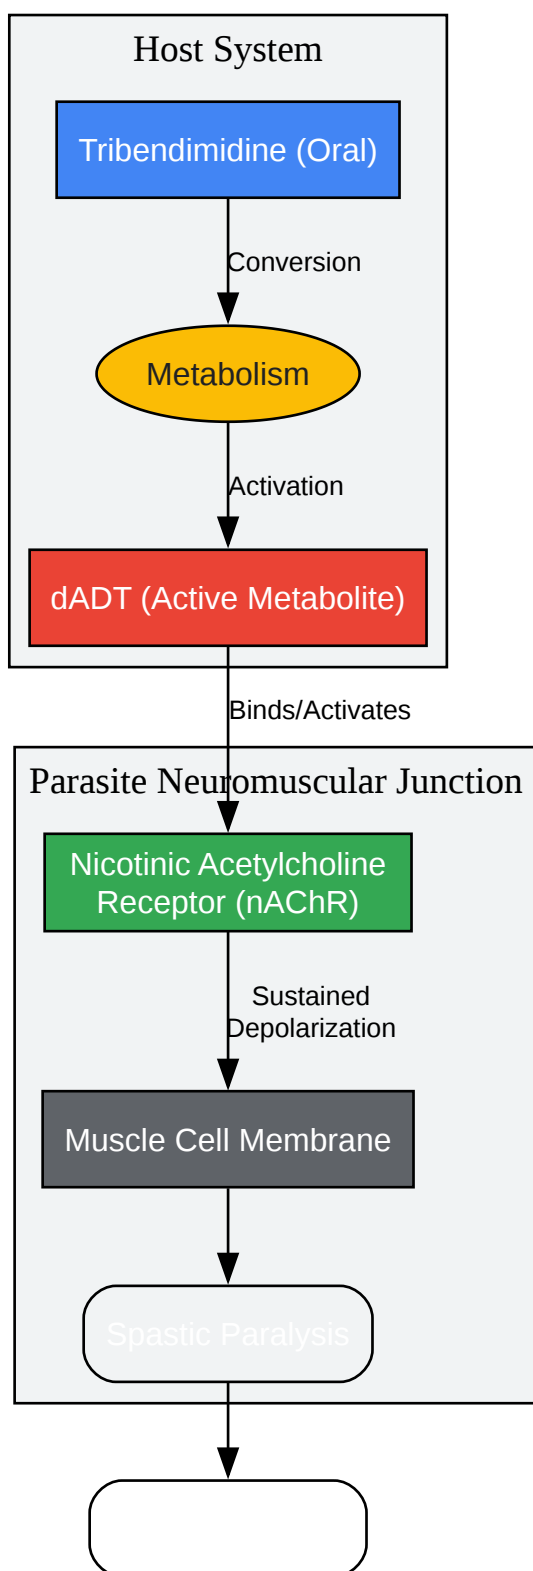 Host System
Tribendimidine (Oral)
Conversion
Metabolism
Activation
dADT (Active Metabolite)
Binds/Activates
Parasite Neuromuscular Junction
Nicotinic Acetylcholine
Receptor (nAChR)
Sustained
Depolarization
Muscle Cell Membrane
Spastic Paralysis